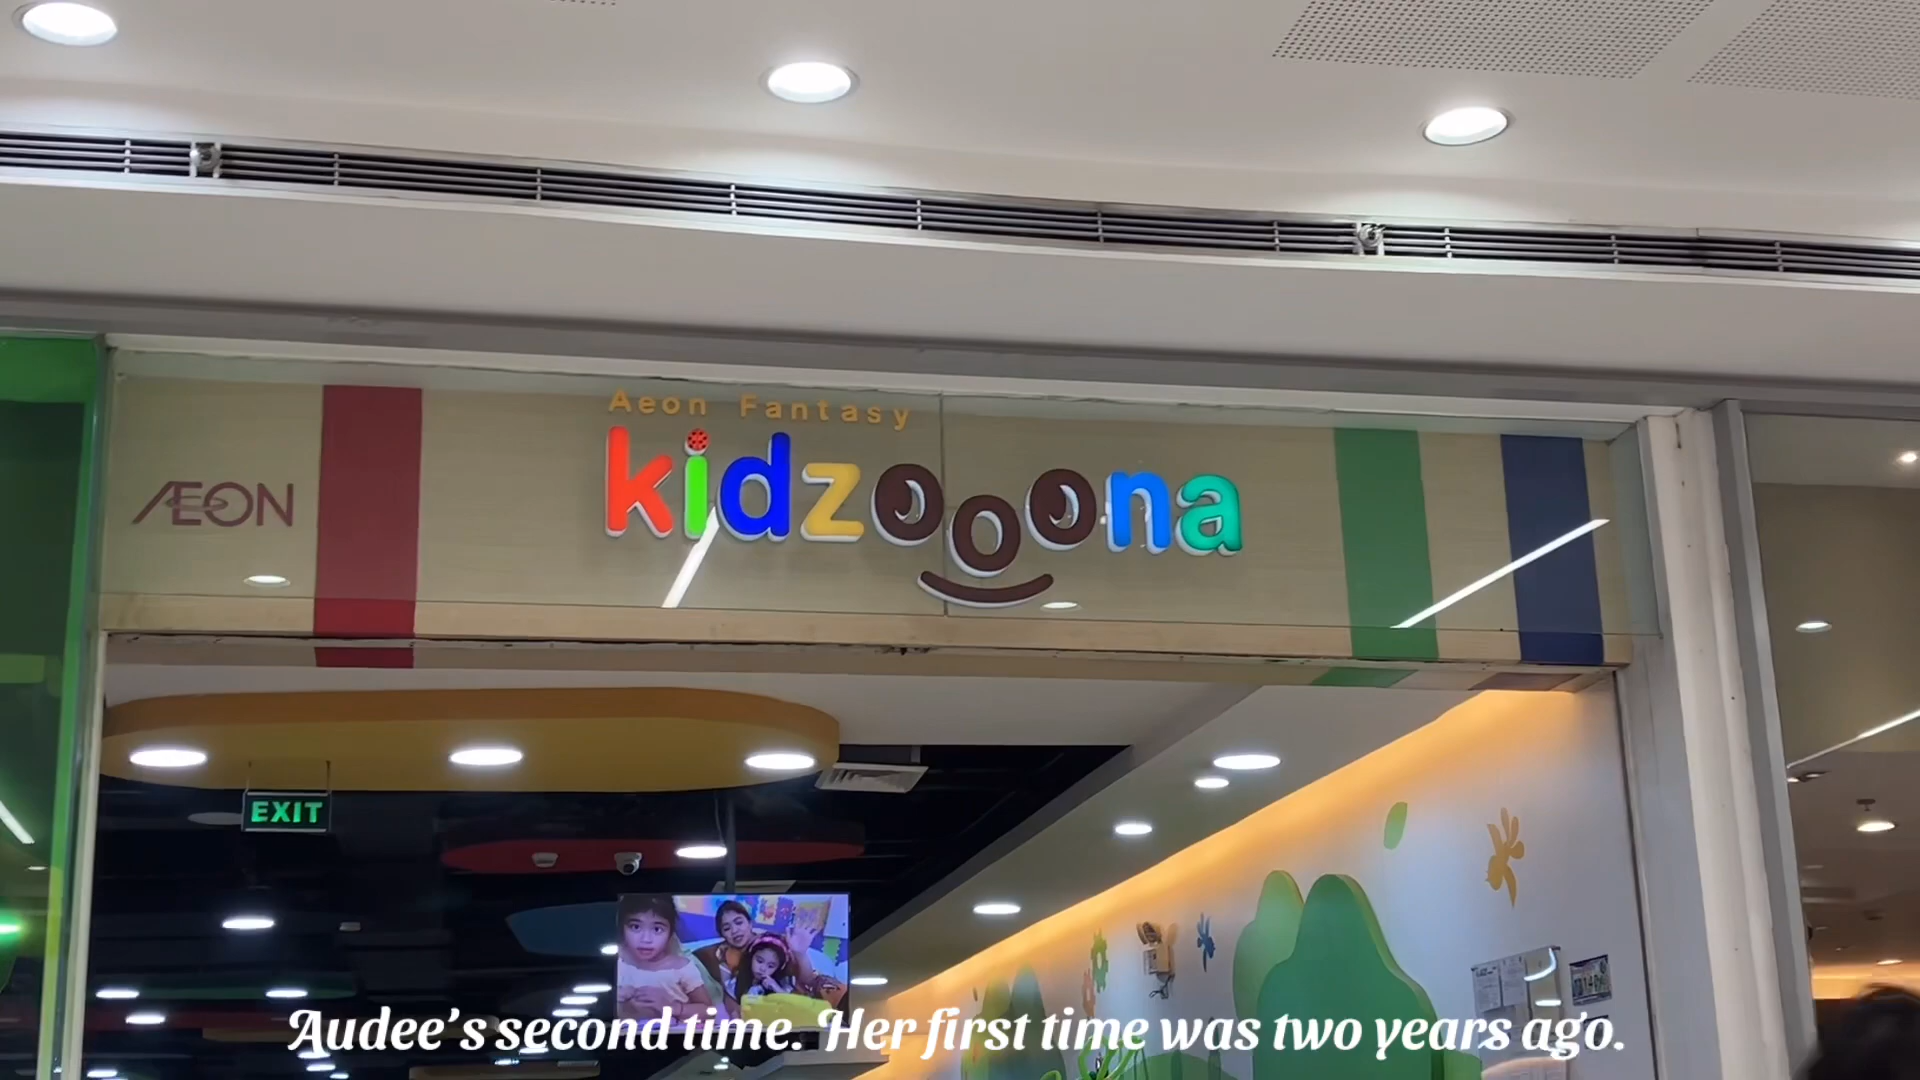 Aeon Fantasy
kidzooona
ÆON
EXIT
Audee's second time. Her first time was two years ago.